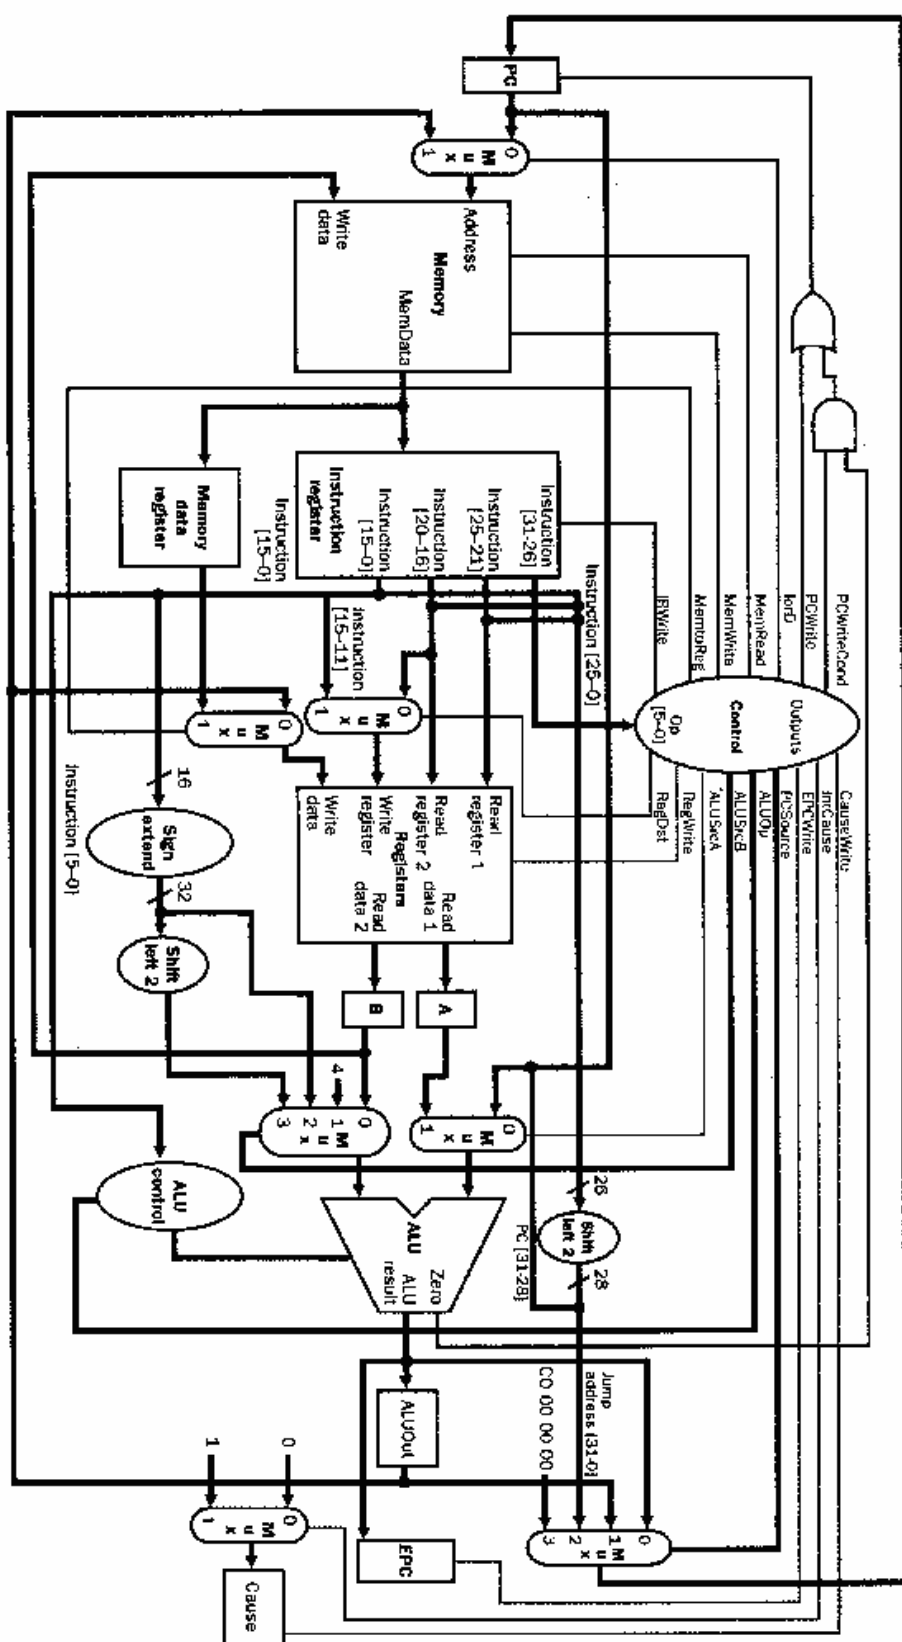 PC
0
M
u
x
1
Address
Memory
MemData
Write
data
Instruction
[31-26]
Instruction
[25-21]
Instruction
[20-16]
Instruction
[15-0]
Instruction
register
Instruction
[15-0]
Memory
data
register
Instruction [25-0]
Instruction
[15-11]
PCWriteCond
PCWrite
IorD
MemRead
MemWrite
MemtoReg
IRWrite
Outputs
Control
Op
[5-0]
CauseWrite
IntCause
EPCWrite
PCSource
ALUOp
ALUSrcB
ALUSrcA
RegWrite
RegDst
0
M
u
x
1
0
M
u
x
1
Read
register 1
Read
register 2
Write
register
Write
data
Registers
Read
data 1
Read
data 2
16
Sign
extend
32
Shift
left 2
Instruction [5-0]
A
B
4
0
M
u
x
1
0
1 M
u
x
2
3
26
Shift
left 2
28
PC [31-28]
ALU
control
ALU
Zero
ALU
result
Jump
address [31-0]
CO 00 00 00
ALUOut
EPC
0
1 M
u
x
2
3
0
1
0
M
u
x
1
Cause